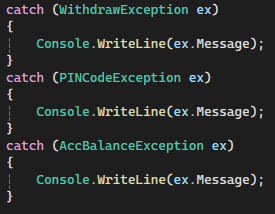 catch (WithdrawException ex)
{
    Console.WriteLine(ex.Message);
}
catch (PINCodeException ex)
{
    Console.WriteLine(ex.Message);
}
catch (AccBalanceException ex)
{
    Console.WriteLine(ex.Message);
}